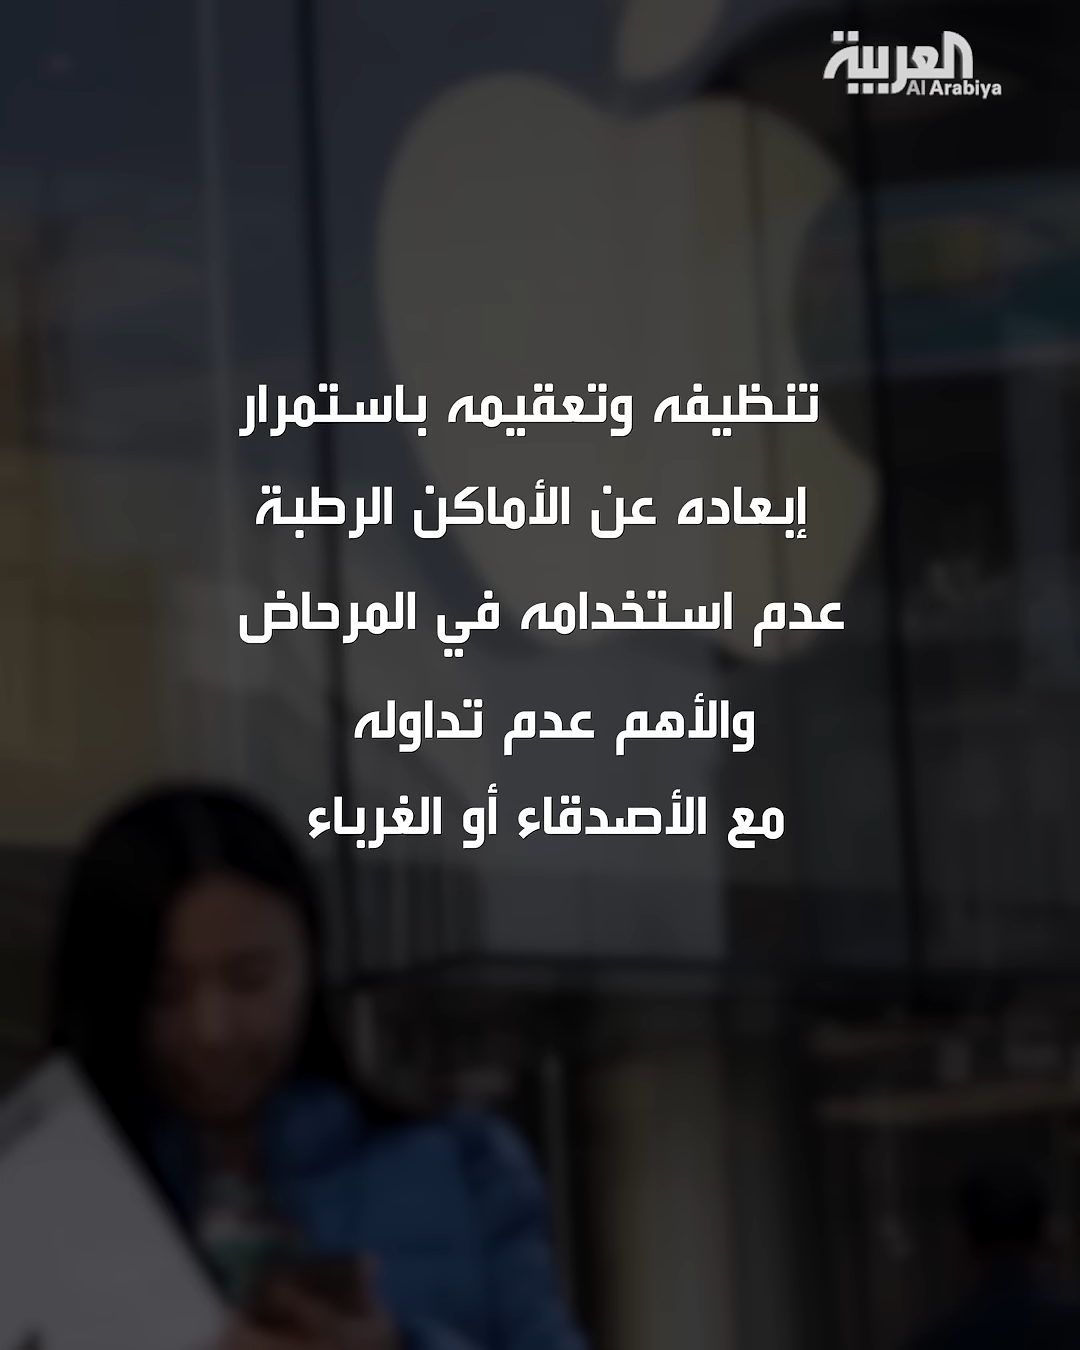 العربية
Al Arabiya
تنظيفه وتعقيمه باستمرار
إبعاده عن الأماكن الرطبة
عدم استخدامه في المرحاض
والأهم عدم تداوله
مع الأصدقاء أو الغرباء